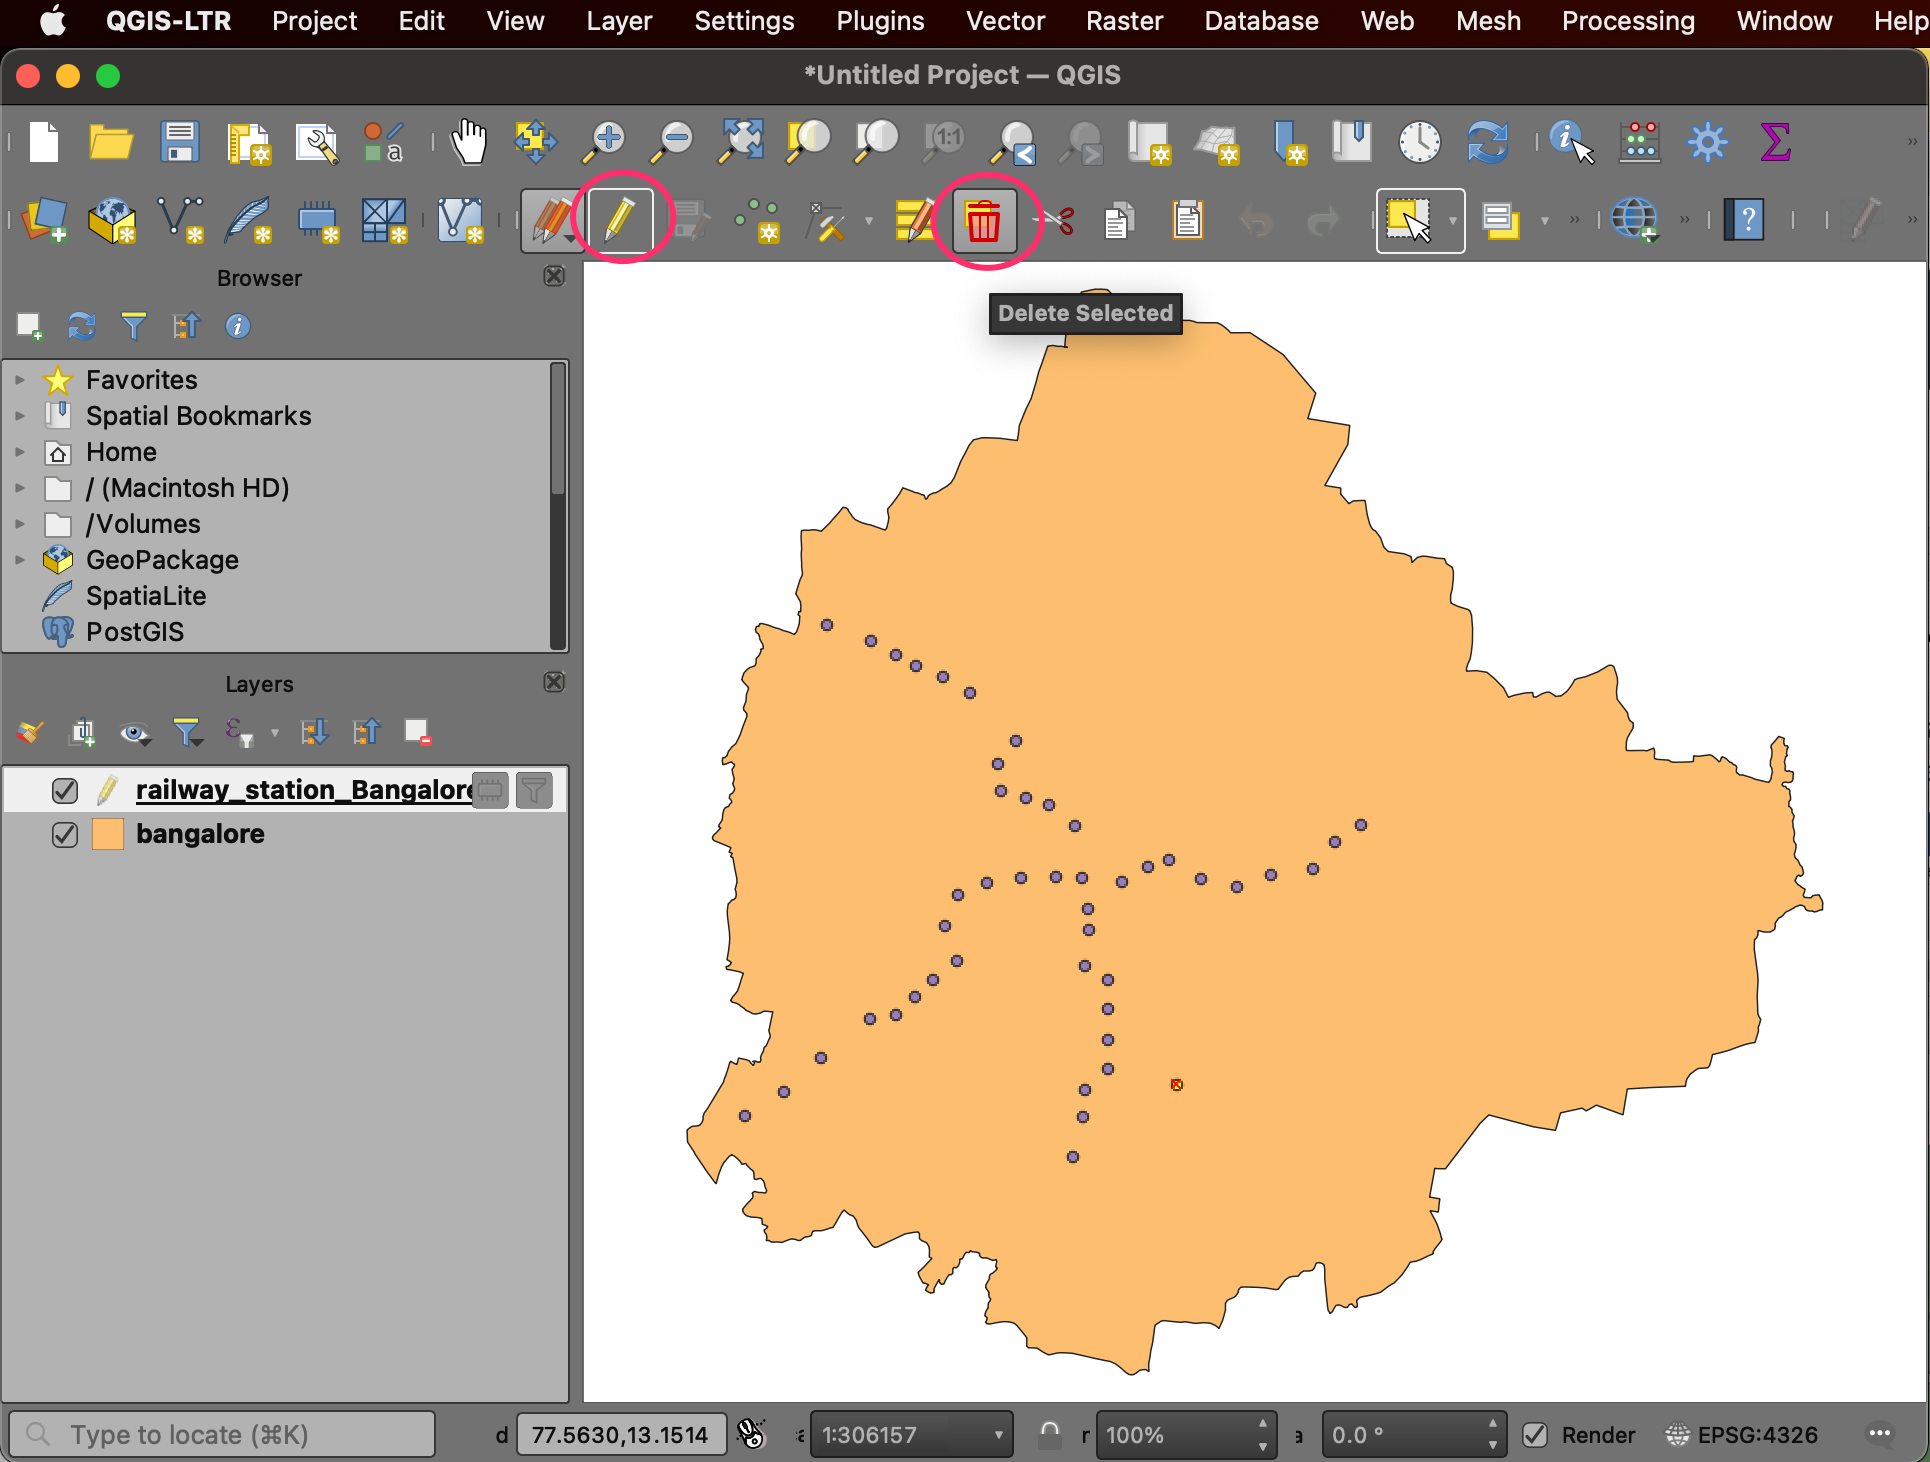 QGIS-LTR Project Edit View Layer Settings Plugins Vector Raster Database Web Mesh Processing Window Help
*Untitled Project — QGIS
a
1:1
?
Browser
Delete Selected
Favorites
Spatial Bookmarks
Home
/ (Macintosh HD)
/Volumes
GeoPackage
SpatiaLite
PostGIS
Layers
railway_station_Bangalore
bangalore
Type to locate (⌘K)
d 77.5630,13.1514
1:306157
r 100%
a 0.0 °
Render
EPSG:4326